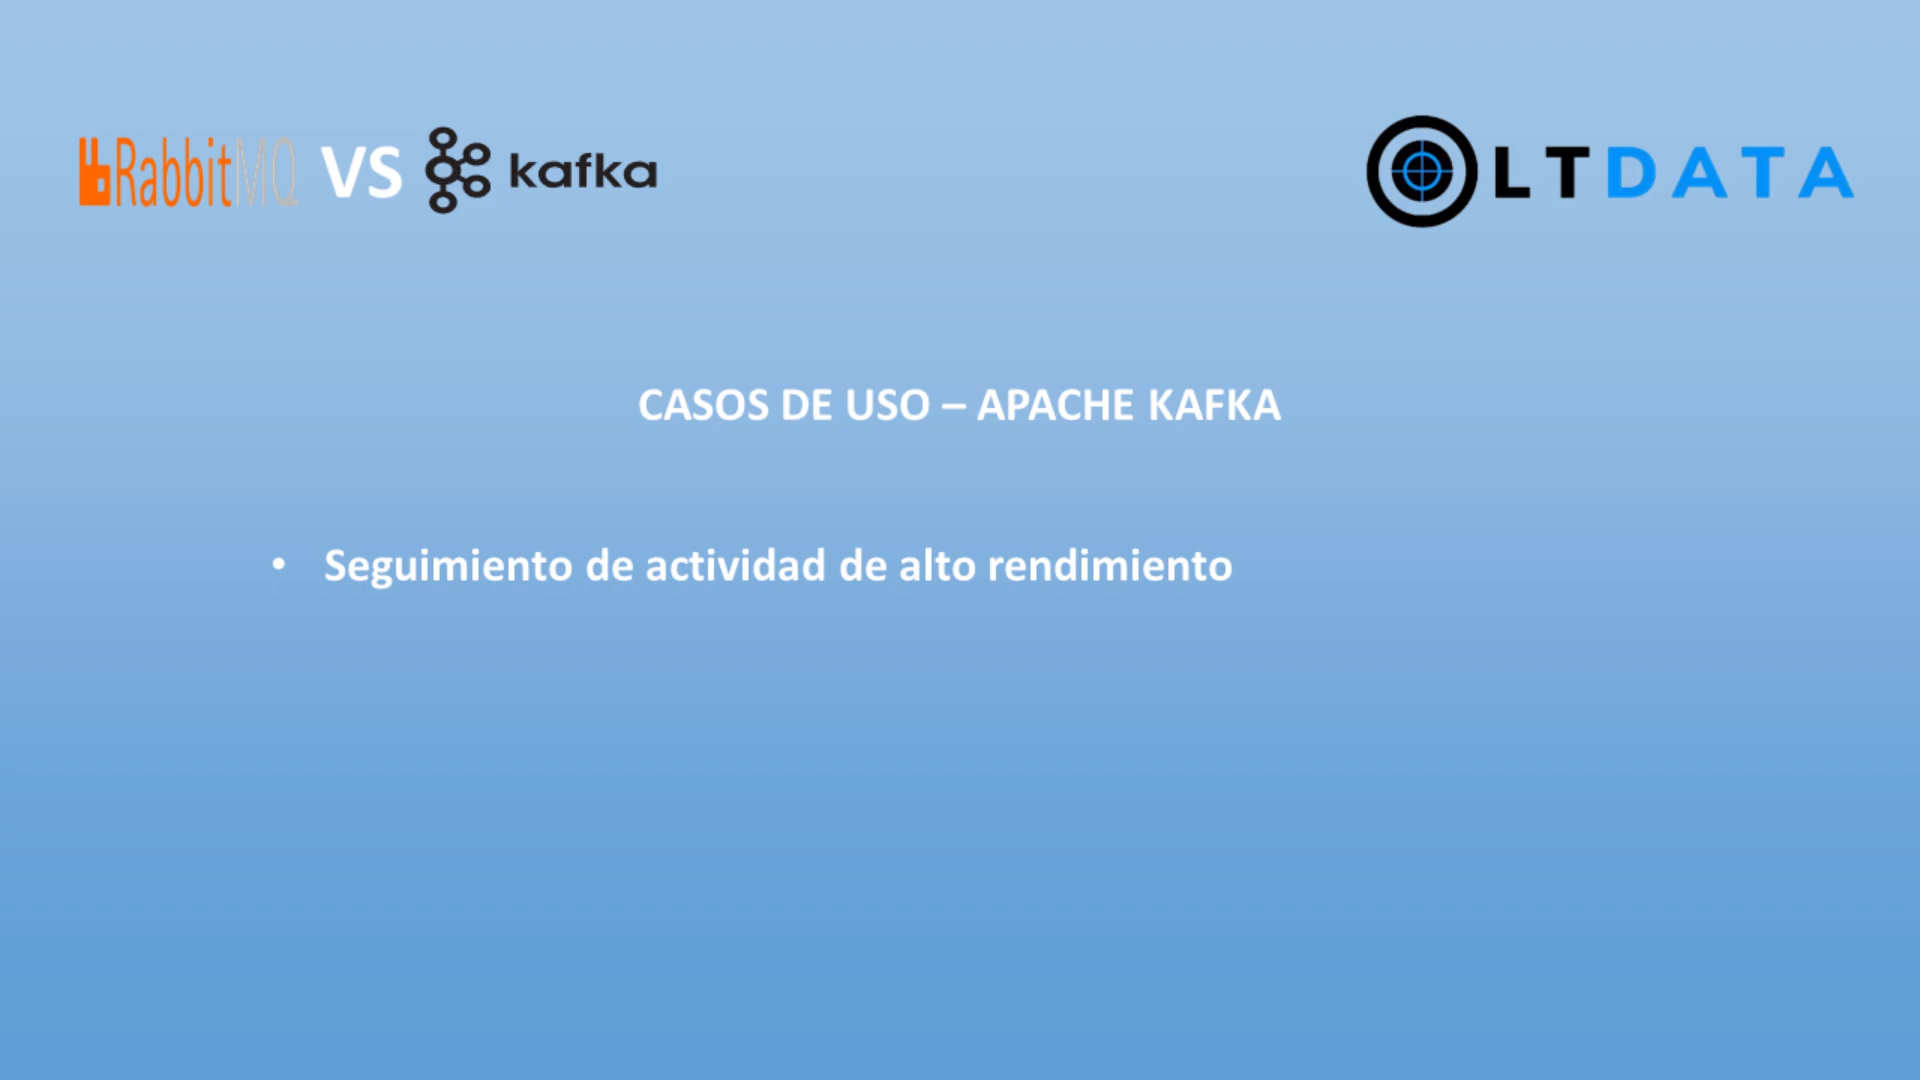 RabbitMQ VS kafka
LTDATA
CASOS DE USO – APACHE KAFKA
• Seguimiento de actividad de alto rendimiento